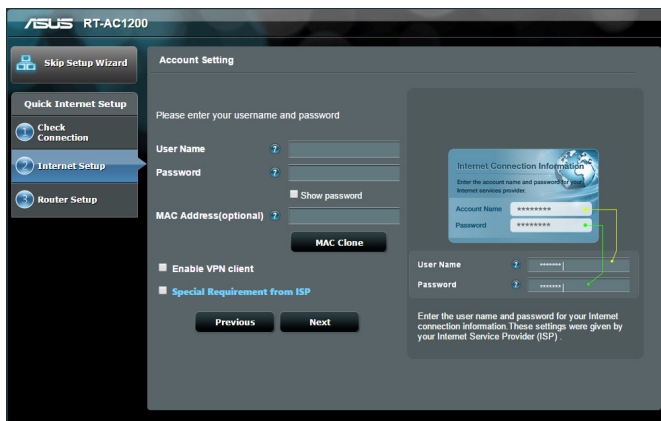 ASUS RT-AC1200
Skip Setup Wizard
Quick Internet Setup
1 Check
Connection
2 Internet Setup
3 Router Setup
Account Setting
Please enter your username and password
User Name ?
Password ?
Show password
MAC Address(optional) ?
MAC Clone
Enable VPN client
Special Requirement from ISP
Previous
Next
Internet Connection Information
Enter the account name and password for your
Internet services provider.
Account Name ********
Password ********
User Name ? *******
Password ? *******
Enter the user name and password for your Internet
connection information.These settings were given by
your Internet Service Provider (ISP) .